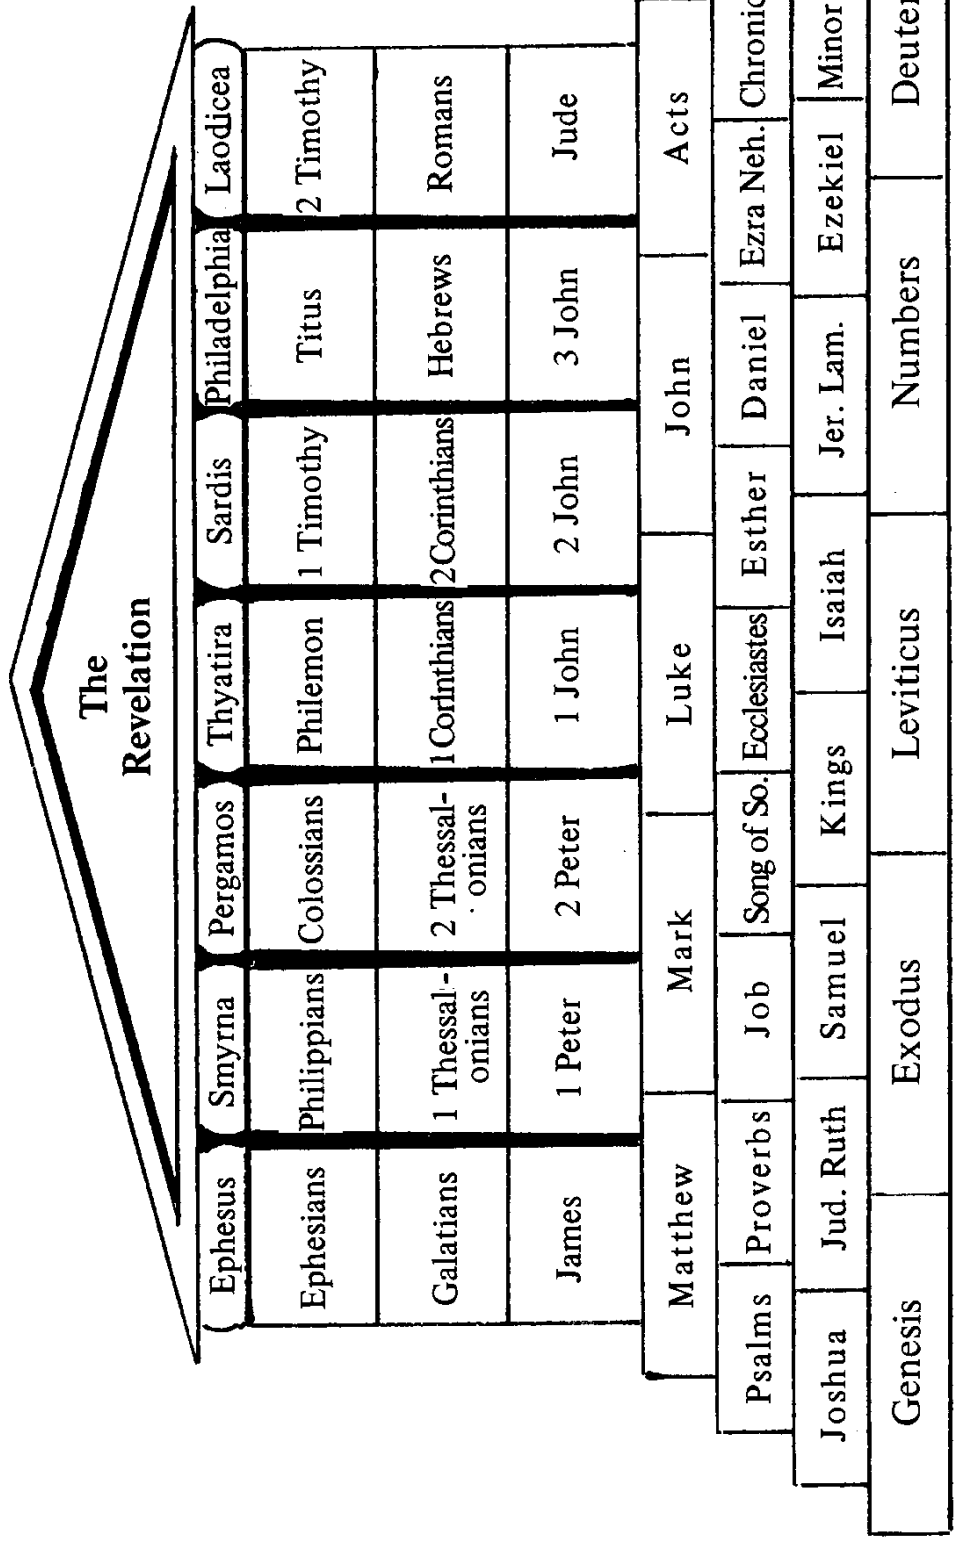 The
Revelation
Ephesus Smyrna Pergamos Thyatira Sardis Philadelphia Laodicea
Ephesians Philippians Colossians Philemon 1 Timothy Titus 2 Timothy
Galatians 1 Thessal- 2 Thessal- 1 Corinthians 2 Corinthians Hebrews Romans
onians onians
James 1 Peter 2 Peter 1 John 2 John 3 John Jude
Matthew Mark Luke John Acts
Psalms Proverbs Job Song of So. Ecclesiastes Esther Daniel Ezra Neh. Chronic
Joshua Jud. Ruth Samuel Kings Isaiah Jer. Lam. Ezekiel Minor
Genesis Exodus Leviticus Numbers Deuter